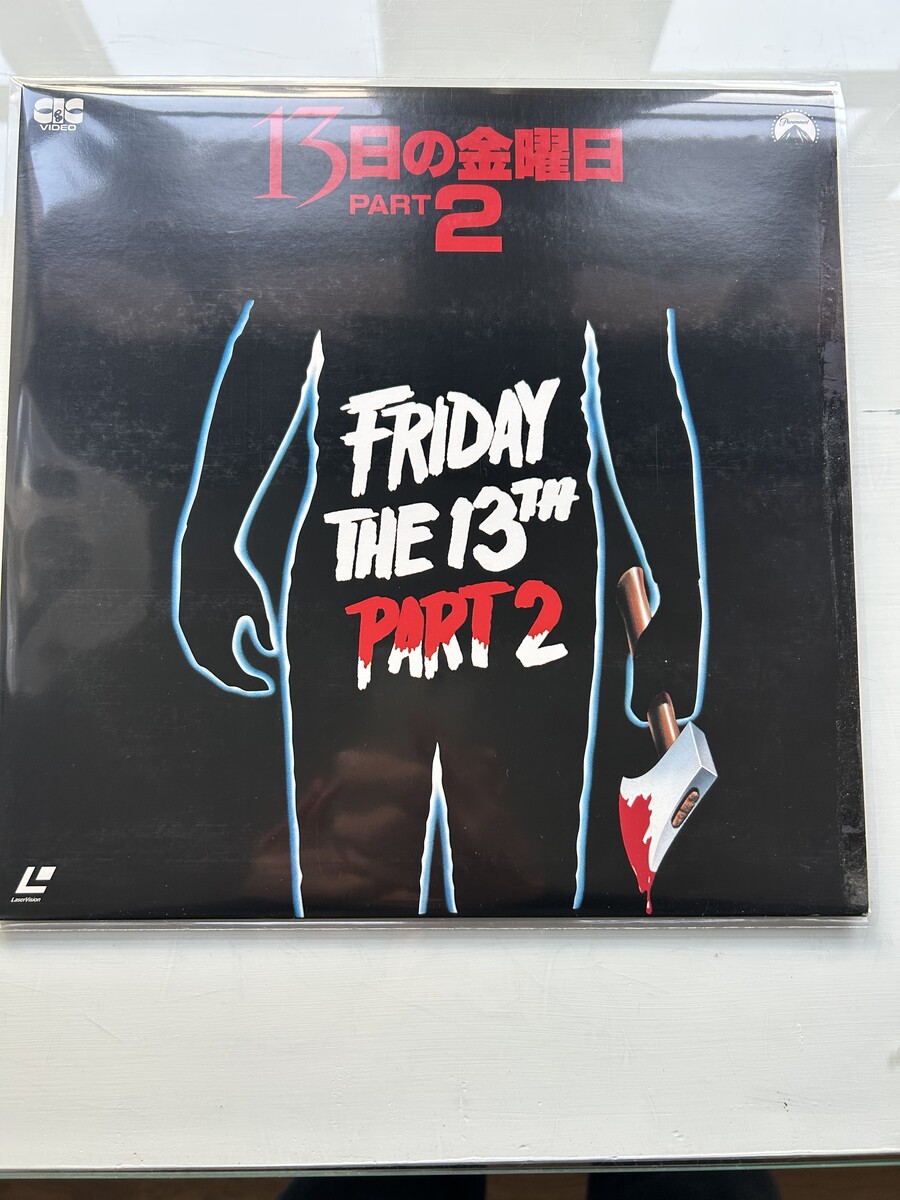 CIC
VIDEO
Paramount
13日の金曜日
PART 2
FRIDAY
THE 13TH
PART 2
LaserVision